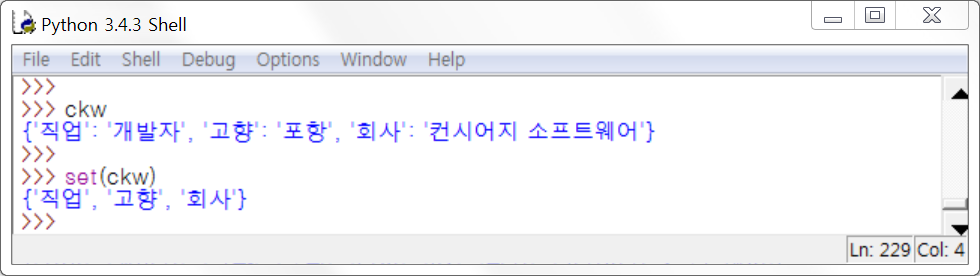 Python 3.4.3 Shell
File Edit Shell Debug Options Window Help
>>>
>>> ckw
{'직업': '개발자', '고향': '포항', '회사': '컨시어지 소프트웨어'}
>>>
>>> set(ckw)
{'직업', '고향', '회사'}
>>>
Ln: 229 Col: 4